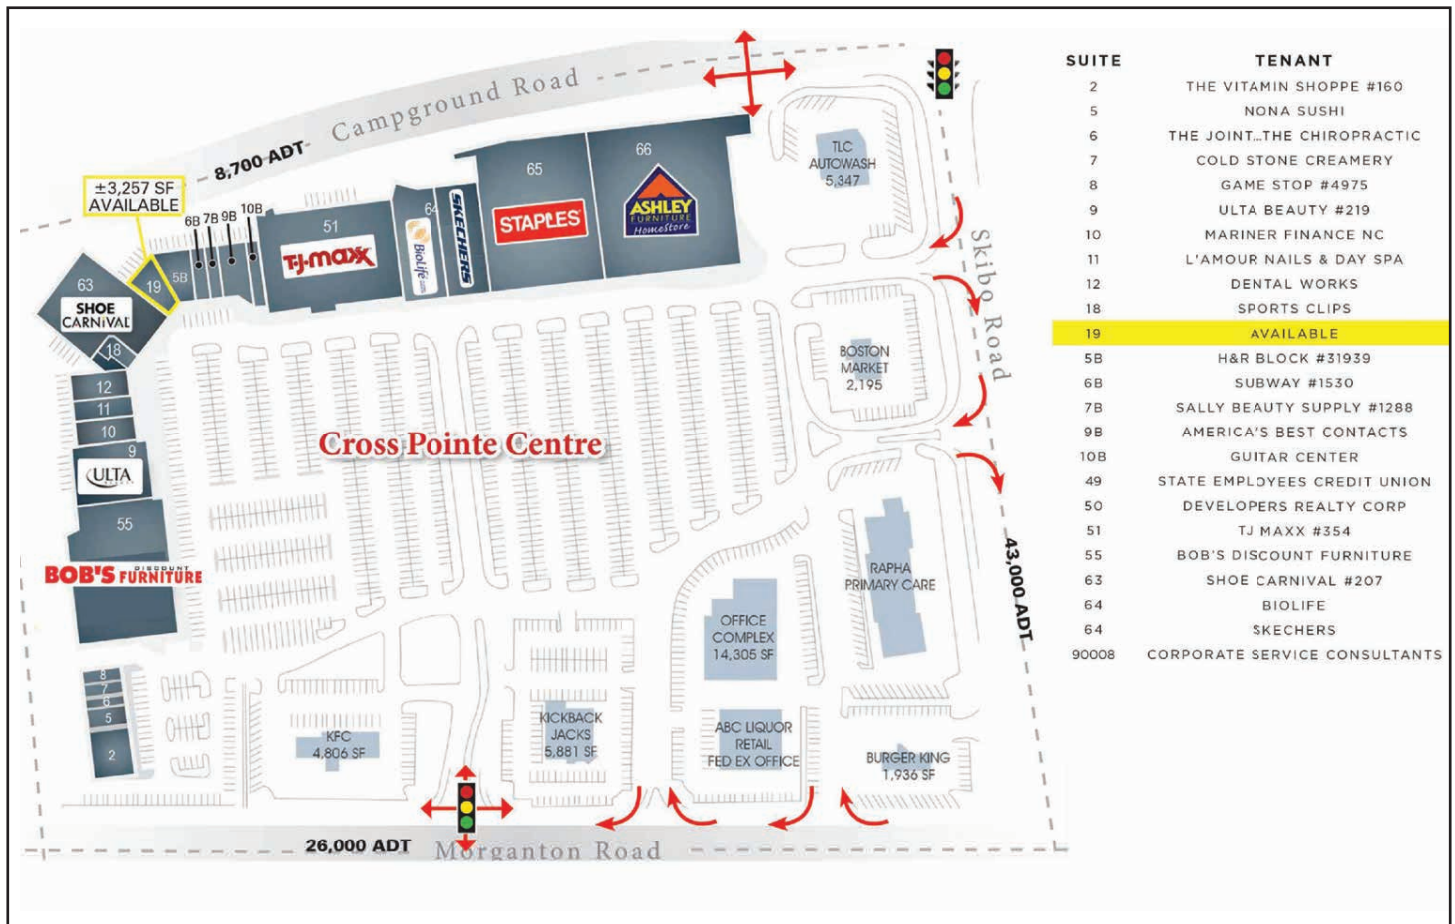 Campground Road
8,700 ADT
±3,257 SF
AVAILABLE
6B 7B 9B 10B
63
SHOE
CARNIVAL
19
5B
51
T·J·maxx
64
BioLife
SKECHERS
65
STAPLES
66
ASHLEY
FURNITURE
HomeStore
TLC
AUTOWASH
5,347
Skibo Road
43,000 ADT
18
12
11
10
9
ULTA
55
BOB'S DISCOUNT
FURNITURE
Cross Pointe Centre
BOSTON
MARKET
2,195
RAPHA
PRIMARY CARE
OFFICE
COMPLEX
14,305 SF
8
7
6
5
2
KFC
4,806 SF
KICKBACK
JACKS
5,881 SF
ABC LIQUOR
RETAIL
FED EX OFFICE
BURGER KING
1,936 SF
26,000 ADT
Morganton Road
SUITE TENANT
2 THE VITAMIN SHOPPE #160
5 NONA SUSHI
6 THE JOINT...THE CHIROPRACTIC
7 COLD STONE CREAMERY
8 GAME STOP #4975
9 ULTA BEAUTY #219
10 MARINER FINANCE NC
11 L'AMOUR NAILS & DAY SPA
12 DENTAL WORKS
18 SPORTS CLIPS
19 AVAILABLE
5B H&R BLOCK #31939
6B SUBWAY #1530
7B SALLY BEAUTY SUPPLY #1288
9B AMERICA'S BEST CONTACTS
10B GUITAR CENTER
49 STATE EMPLOYEES CREDIT UNION
50 DEVELOPERS REALTY CORP
51 TJ MAXX #354
55 BOB'S DISCOUNT FURNITURE
63 SHOE CARNIVAL #207
64 BIOLIFE
64 SKECHERS
90008 CORPORATE SERVICE CONSULTANTS